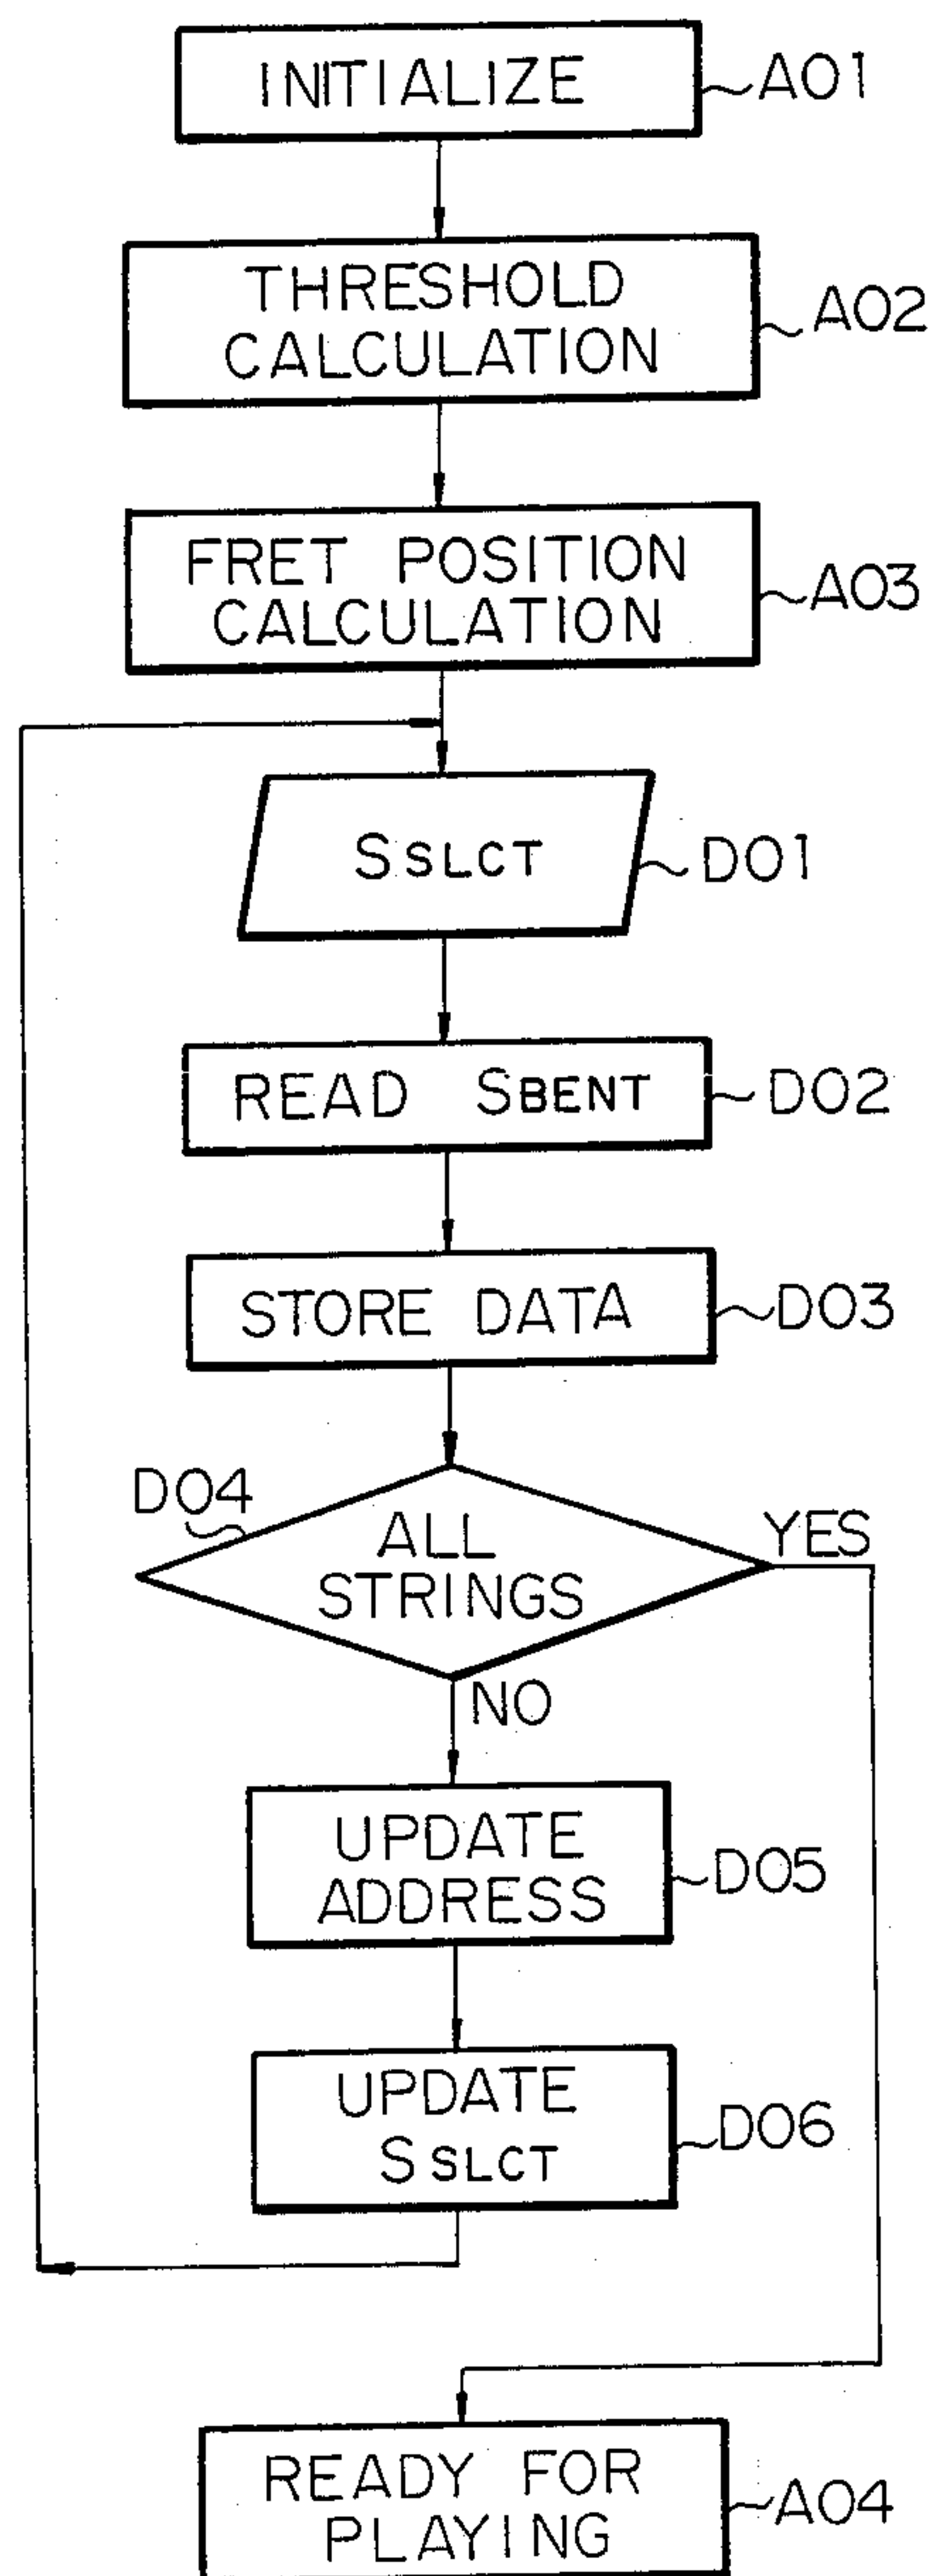 INITIALIZE
A01
THRESHOLD
CALCULATION
A02
FRET POSITION
CALCULATION
A03
SSLCT
D01
READ SBENT
D02
STORE DATA
D03
D04
ALL
STRINGS
YES
NO
UPDATE
ADDRESS
D05
UPDATE
SSLCT
D06
READY FOR
PLAYING
A04